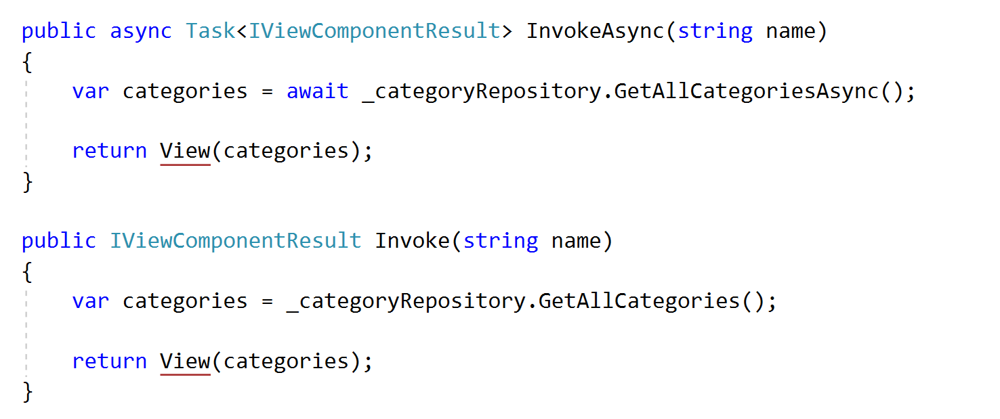 public async Task<IViewComponentResult> InvokeAsync(string name)
{
    var categories = await _categoryRepository.GetAllCategoriesAsync();
    return View(categories);
}
public IViewComponentResult Invoke(string name)
{
    var categories = _categoryRepository.GetAllCategories();
    return View(categories);
}